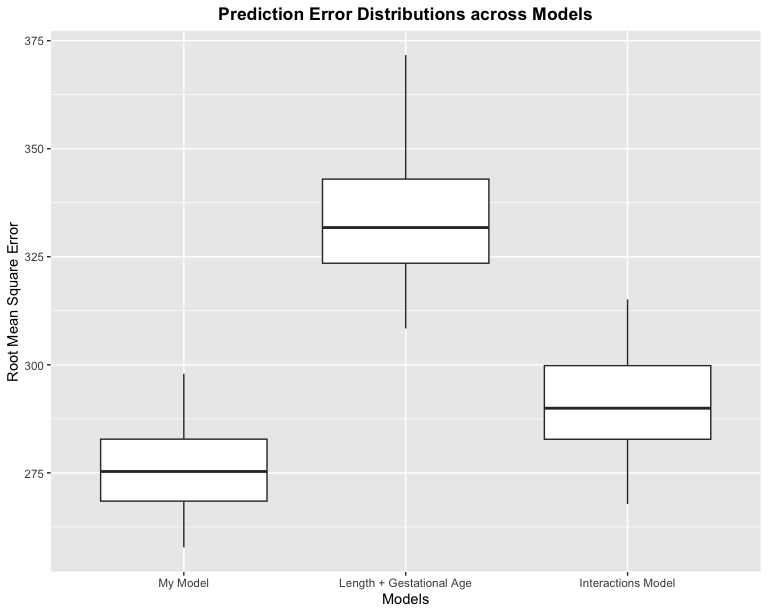 Prediction Error Distributions across Models
Root Mean Square Error
375
350
325
300
275
My Model
Length + Gestational Age
Interactions Model
Models